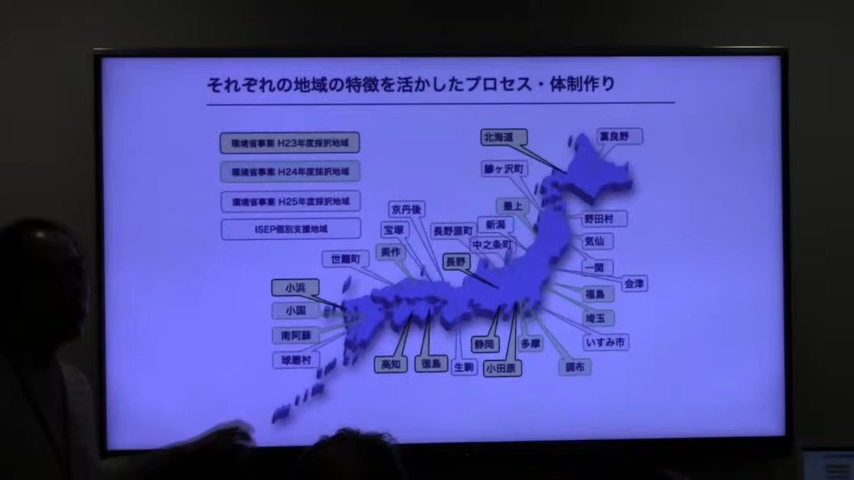 それぞれの地域の特徴を活かしたプロセス・体制作り
環境省事業 H23年度採択地域
環境省事業 H24年度採択地域
環境省事業 H25年度採択地域
ISEP個別支援地域
北海道
富良野
鰺ヶ沢町
最上
野田村
京丹後
新潟
長野原町
宝塚
中之条町
気仙
美作
長野
世羅町
一関
会津
小浜
福島
小国
埼玉
南阿蘇
静岡
多摩
いすみ市
球磨村
高知
徳島
生駒
小田原
調布